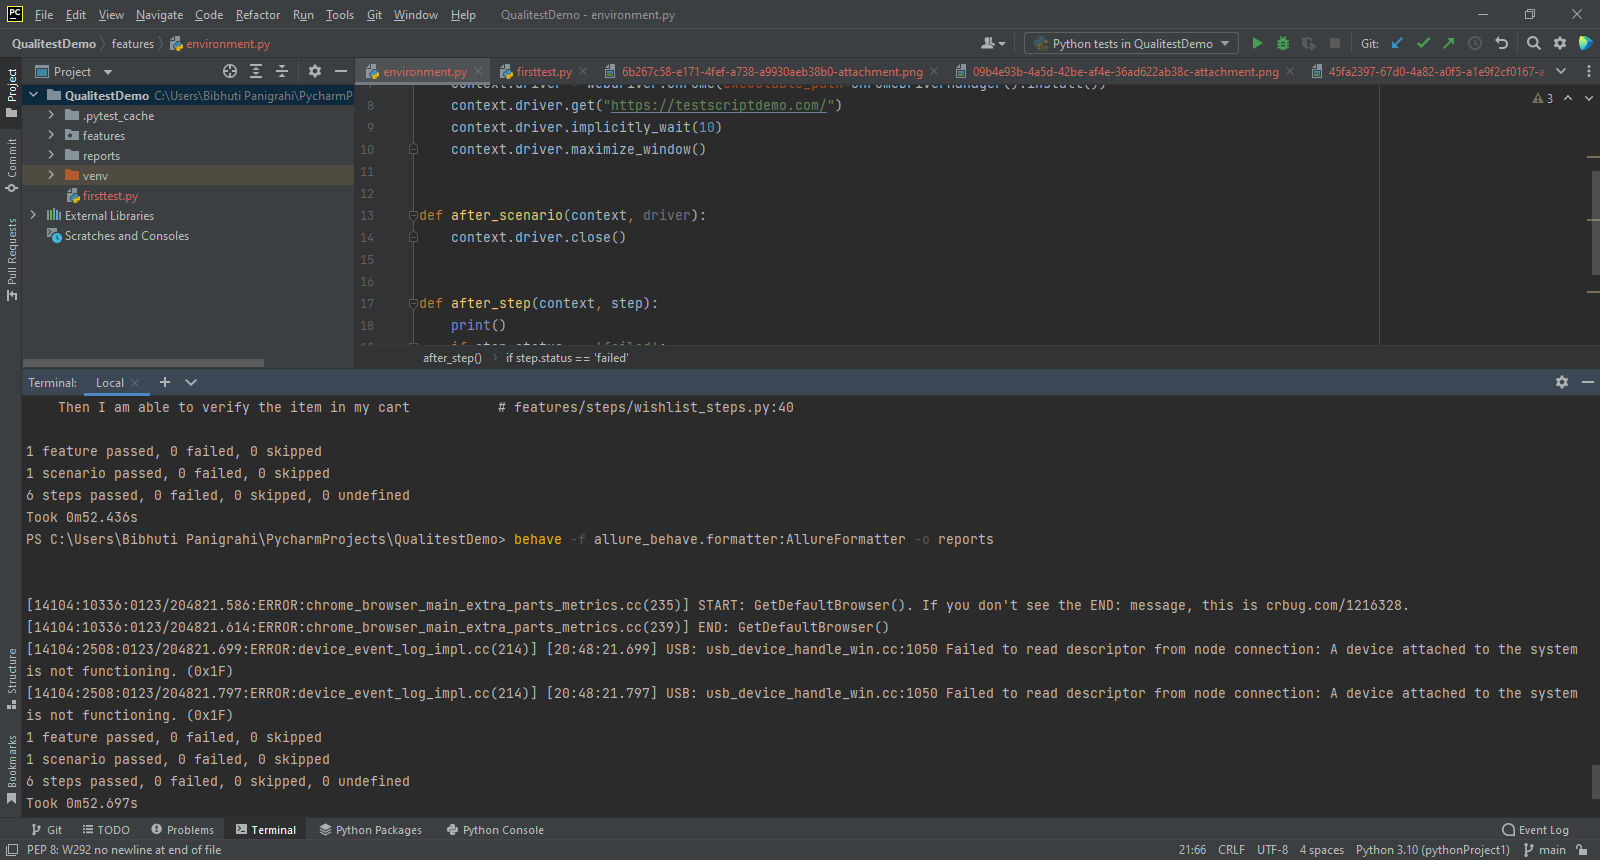 PC File Edit View Navigate Code Refactor Run Tools Git Window Help QualitestDemo - environment.py
QualitestDemo features environment.py Python tests in QualitestDemo Git:
Project environment.py firsttest.py 6b267c58-e171-4fef-a738-a9930aeb38b0-attachment.png 09b4e93b-4a5d-42be-af4e-36ad622ab38c-attachment.png 45fa2397-67d0-4a82-a0f5-a1e9f2cf0167-a
Project
Commit
Pull Requests
Structure
Bookmarks
QualitestDemo C:\Users\Bibhuti Panigrahi\PycharmP
.pytest_cache
features
reports
venv
firsttest.py
External Libraries
Scratches and Consoles
3
8 context.driver.get("https://testscriptdemo.com/")
9 context.driver.implicitly_wait(10)
10 context.driver.maximize_window()
11
12
13 def after_scenario(context, driver):
14 context.driver.close()
15
16
17 def after_step(context, step):
18 print()
after_step() if step.status == 'failed'
Terminal: Local
Then I am able to verify the item in my cart # features/steps/wishlist_steps.py:40
1 feature passed, 0 failed, 0 skipped
1 scenario passed, 0 failed, 0 skipped
6 steps passed, 0 failed, 0 skipped, 0 undefined
Took 0m52.436s
PS C:\Users\Bibhuti Panigrahi\PycharmProjects\QualitestDemo> behave -f allure_behave.formatter:AllureFormatter -o reports
[14104:10336:0123/204821.586:ERROR:chrome_browser_main_extra_parts_metrics.cc(235)] START: GetDefaultBrowser(). If you don't see the END: message, this is crbug.com/1216328.
[14104:10336:0123/204821.614:ERROR:chrome_browser_main_extra_parts_metrics.cc(239)] END: GetDefaultBrowser()
[14104:2508:0123/204821.699:ERROR:device_event_log_impl.cc(214)] [20:48:21.699] USB: usb_device_handle_win.cc:1050 Failed to read descriptor from node connection: A device attached to the system
is not functioning. (0x1F)
[14104:2508:0123/204821.797:ERROR:device_event_log_impl.cc(214)] [20:48:21.797] USB: usb_device_handle_win.cc:1050 Failed to read descriptor from node connection: A device attached to the system
is not functioning. (0x1F)
1 feature passed, 0 failed, 0 skipped
1 scenario passed, 0 failed, 0 skipped
6 steps passed, 0 failed, 0 skipped, 0 undefined
Took 0m52.697s
Git TODO Problems Terminal Python Packages Python Console Event Log
PEP 8: W292 no newline at end of file 21:66 CRLF UTF-8 4 spaces Python 3.10 (pythonProject1) main